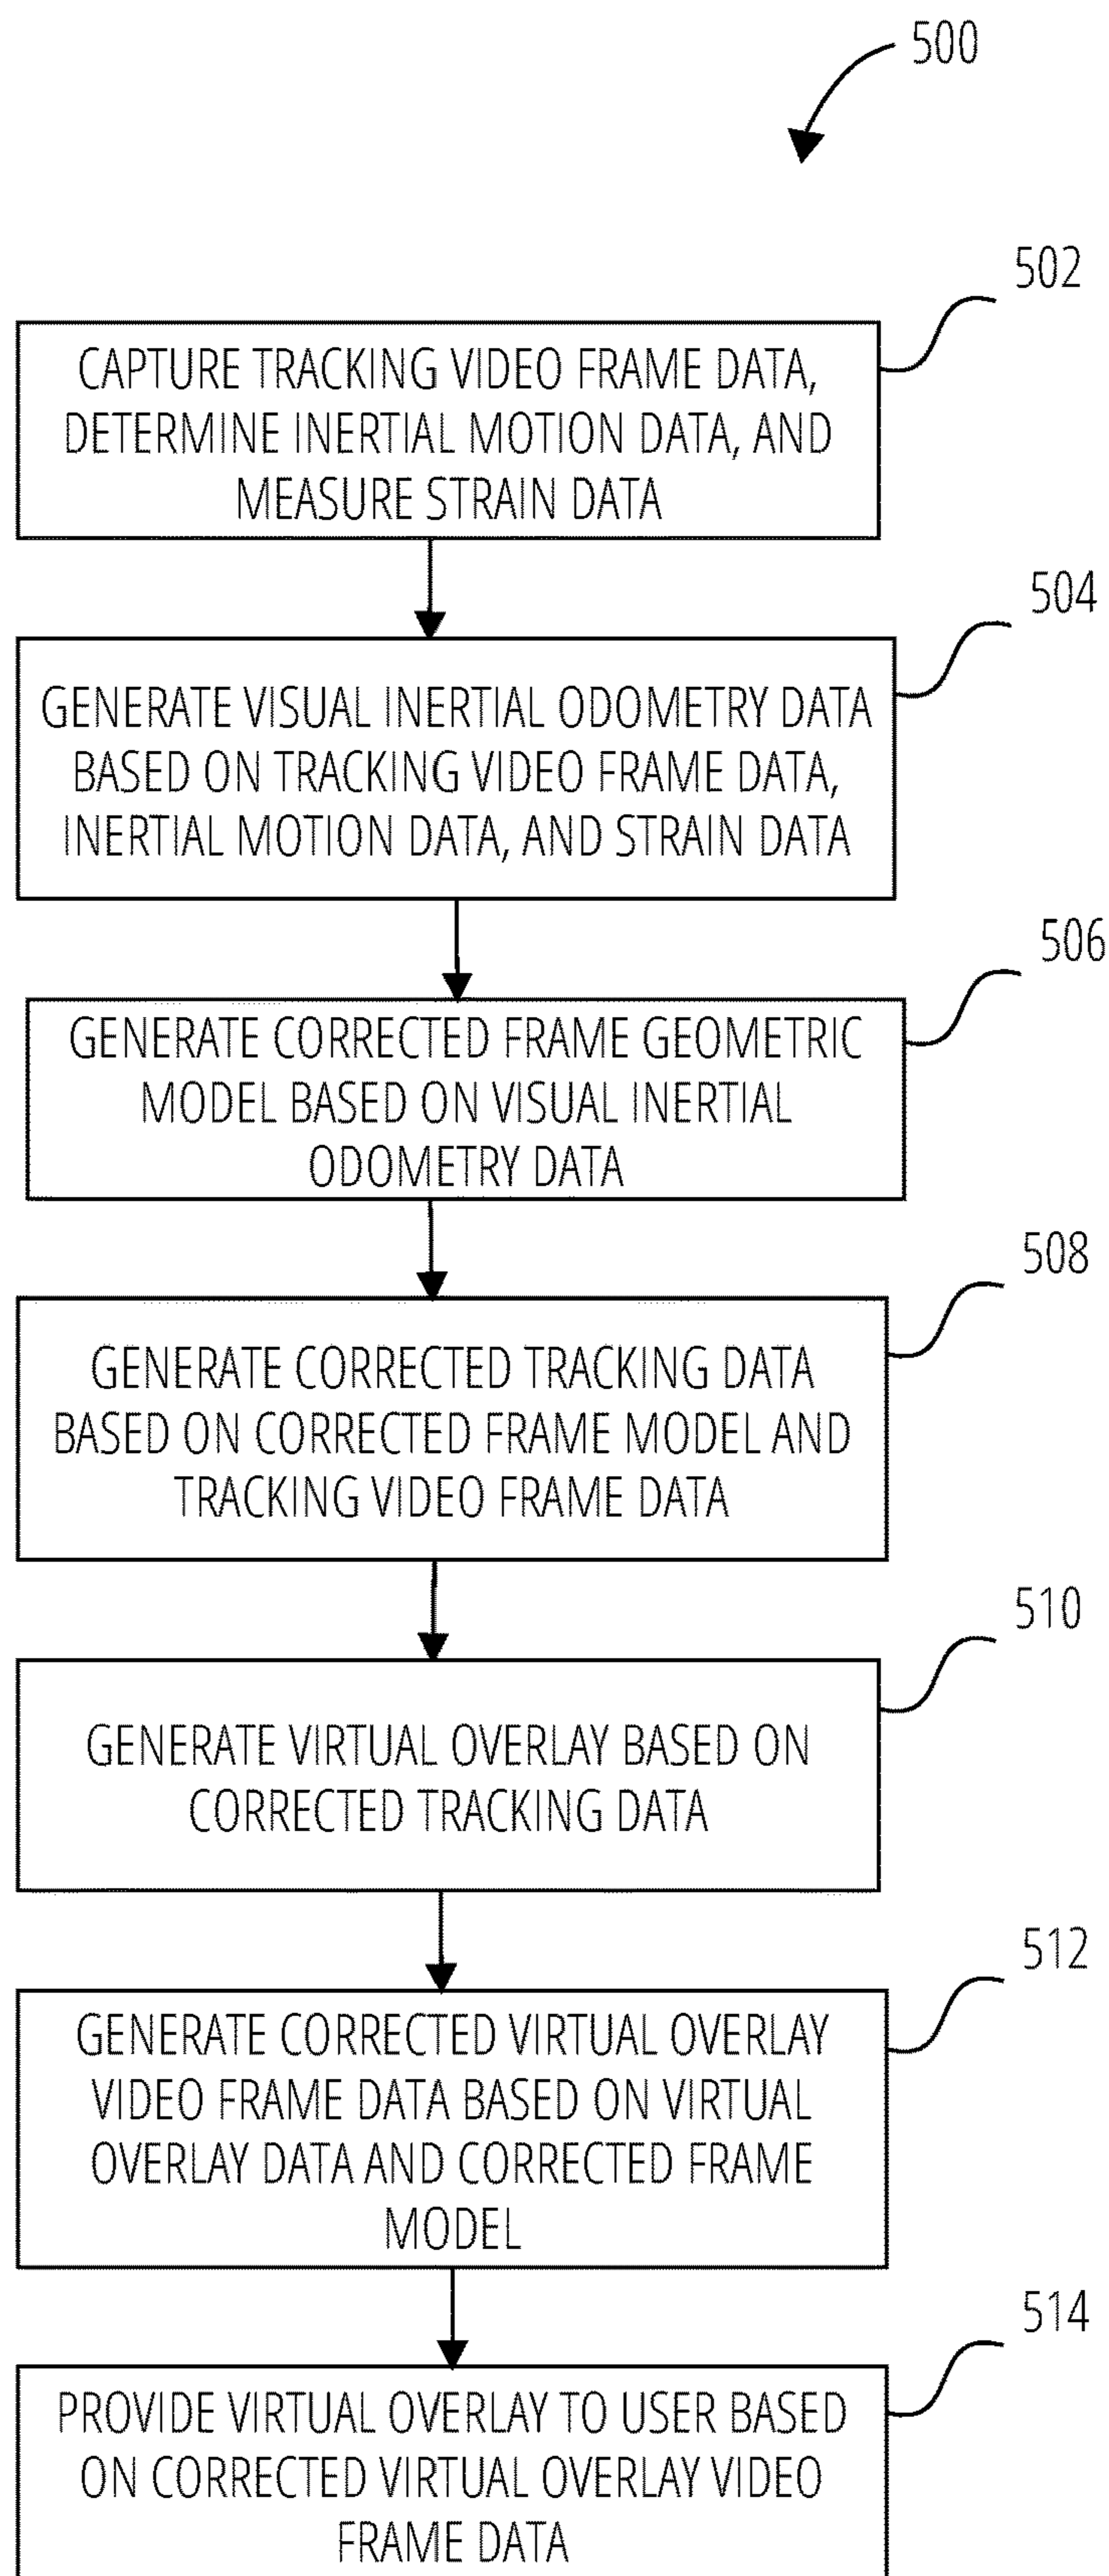 500
502
CAPTURE TRACKING VIDEO FRAME DATA,
DETERMINE INERTIAL MOTION DATA, AND
MEASURE STRAIN DATA
504
GENERATE VISUAL INERTIAL ODOMETRY DATA
BASED ON TRACKING VIDEO FRAME DATA,
INERTIAL MOTION DATA, AND STRAIN DATA
506
GENERATE CORRECTED FRAME GEOMETRIC
MODEL BASED ON VISUAL INERTIAL
ODOMETRY DATA
508
GENERATE CORRECTED TRACKING DATA
BASED ON CORRECTED FRAME MODEL AND
TRACKING VIDEO FRAME DATA
510
GENERATE VIRTUAL OVERLAY BASED ON
CORRECTED TRACKING DATA
512
GENERATE CORRECTED VIRTUAL OVERLAY
VIDEO FRAME DATA BASED ON VIRTUAL
OVERLAY DATA AND CORRECTED FRAME
MODEL
514
PROVIDE VIRTUAL OVERLAY TO USER BASED
ON CORRECTED VIRTUAL OVERLAY VIDEO
FRAME DATA